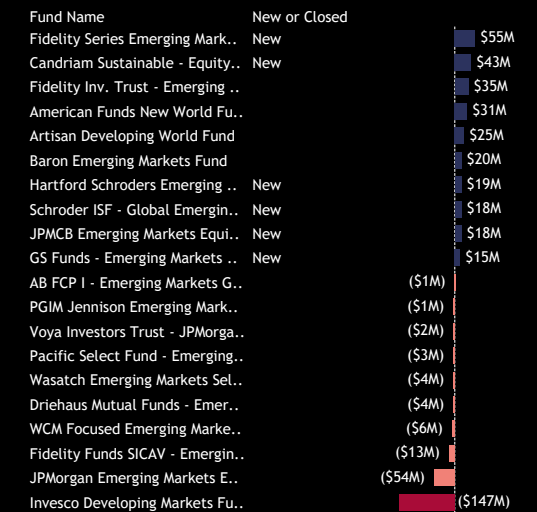 Fund Name New or Closed
Fidelity Series Emerging Mark.. New $55M
Candriam Sustainable - Equity.. New $43M
Fidelity Inv. Trust - Emerging .. $35M
American Funds New World Fu.. $31M
Artisan Developing World Fund $25M
Baron Emerging Markets Fund $20M
Hartford Schroders Emerging .. New $19M
Schroder ISF - Global Emergin.. New $18M
JPMCB Emerging Markets Equi.. New $18M
GS Funds - Emerging Markets .. New $15M
AB FCP I - Emerging Markets G.. ($1M)
PGIM Jennison Emerging Mark.. ($1M)
Voya Investors Trust - JPMorga.. ($2M)
Pacific Select Fund - Emerging.. ($3M)
Wasatch Emerging Markets Sel.. ($4M)
Driehaus Mutual Funds - Emer.. ($4M)
WCM Focused Emerging Marke.. ($6M)
Fidelity Funds SICAV - Emergin.. ($13M)
JPMorgan Emerging Markets E.. ($54M)
Invesco Developing Markets Fu.. ($147M)